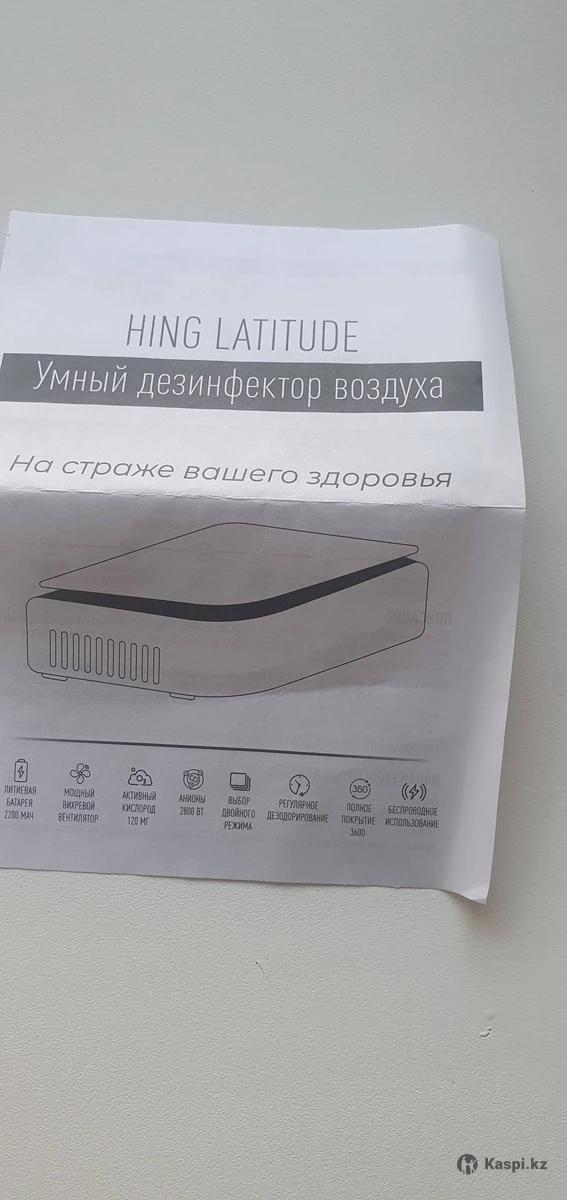 HING LATITUDE
Умный дезинфектор воздуха
На страже вашего здоровья
ЛИТИЕВАЯ
БАТАРЕЯ
2200 МАЧ
МОЩНЫЙ
ВИХРЕВОЙ
ВЕНТИЛЯТОР
АКТИВНЫЙ
КИСЛОРОД
120 МГ
АНИОНЫ
2800 ВТ
ВЫБОР
ДВОЙНОГО
РЕЖИМА
РЕГУЛЯРНОЕ
ДЕЗОДОРИРОВАНИЕ
360°
ПОЛНОЕ
ПОКРЫТИЕ
3600
БЕСПРОВОДНОЕ
ИСПОЛЬЗОВАНИЕ
Kaspi.kz